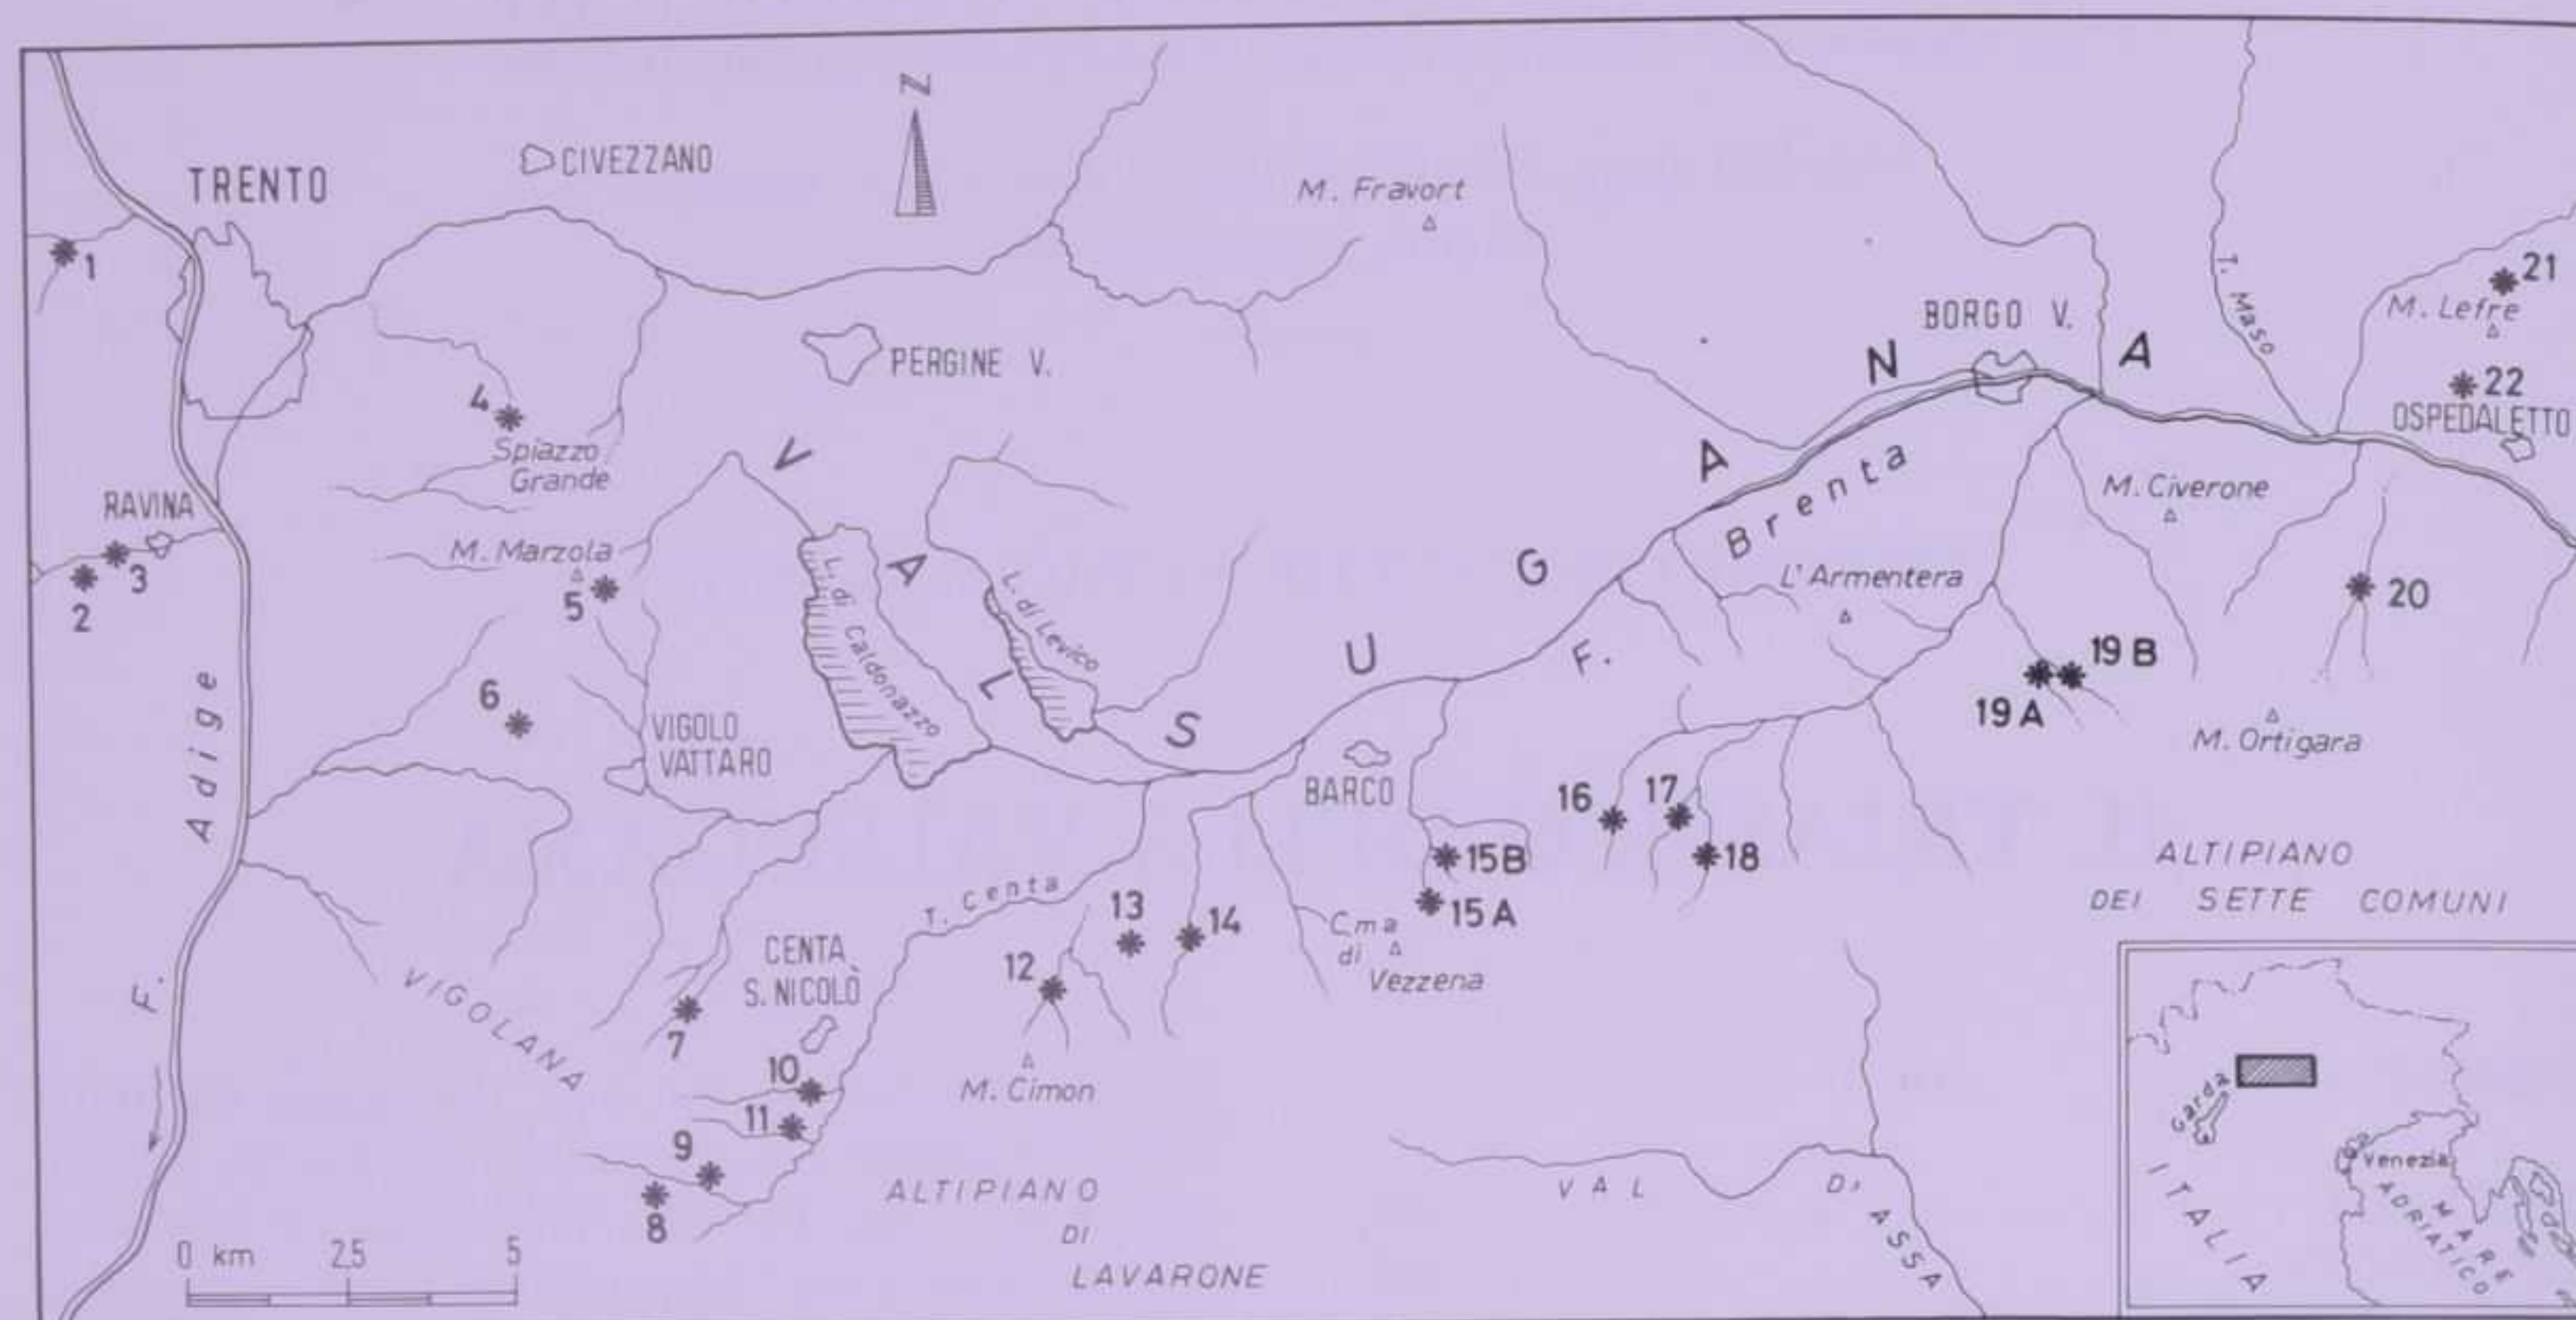 N
CIVEZZANO
TRENTO
M. Fravort
1
T. Maso
21
M. Lefre
BORGO V.
PERGINE V.
22
OSPEDALETTO
4
Spiazzo
Grande
VALSUGANA
F. Brenta
M. Civerone
RAVINA
3
2
M. Marzola
5
L. di Caldonazzo
L. di Levico
L'Armentera
20
19 B
19 A
M. Ortigara
6
VIGOLO
VATTARO
F. Adige
BARCO
16
17
18
15B
15 A
ALTIPIANO
DEI SETTE COMUNI
T. Centa
13
14
12
C.ma
di
Vezzena
CENTA
S. NICOLÒ
VIGOLANA
7
10
11
M. Cimon
9
8
ALTIPIANO
DI
LAVARONE
VAL D'ASSA
0 km 2.5 5
Garda
Venezia
ITALIA
MARE
ADRIATICO